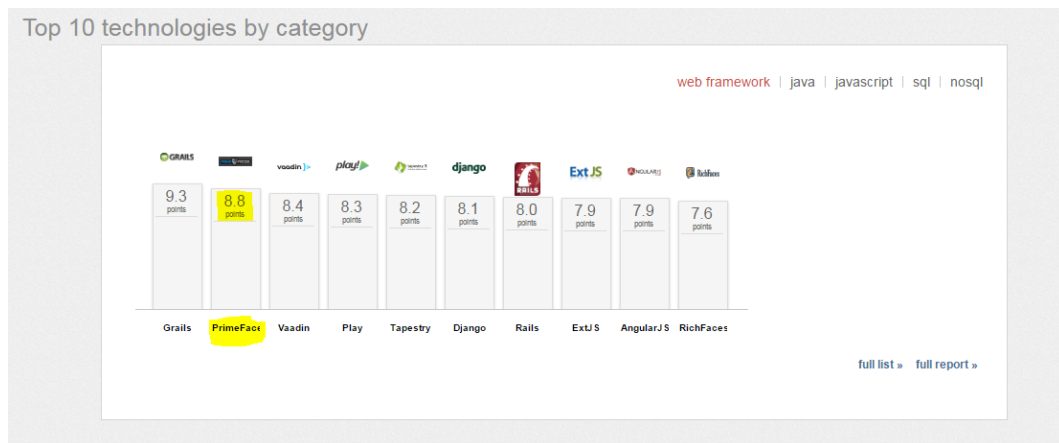 Top 10 technologies by category
web framework | java | javascript | sql | nosql
GRAILS
vaadin }>
play!
django
RAILS
Ext JS
ANGULARJS
RichFaces
9.3 8.8 8.4 8.3 8.2 8.1 8.0 7.9 7.9 7.6
points points points points points points points points points points
Grails PrimeFace Vaadin Play Tapestry Django Rails ExtJS AngularJS RichFaces
full list » full report »